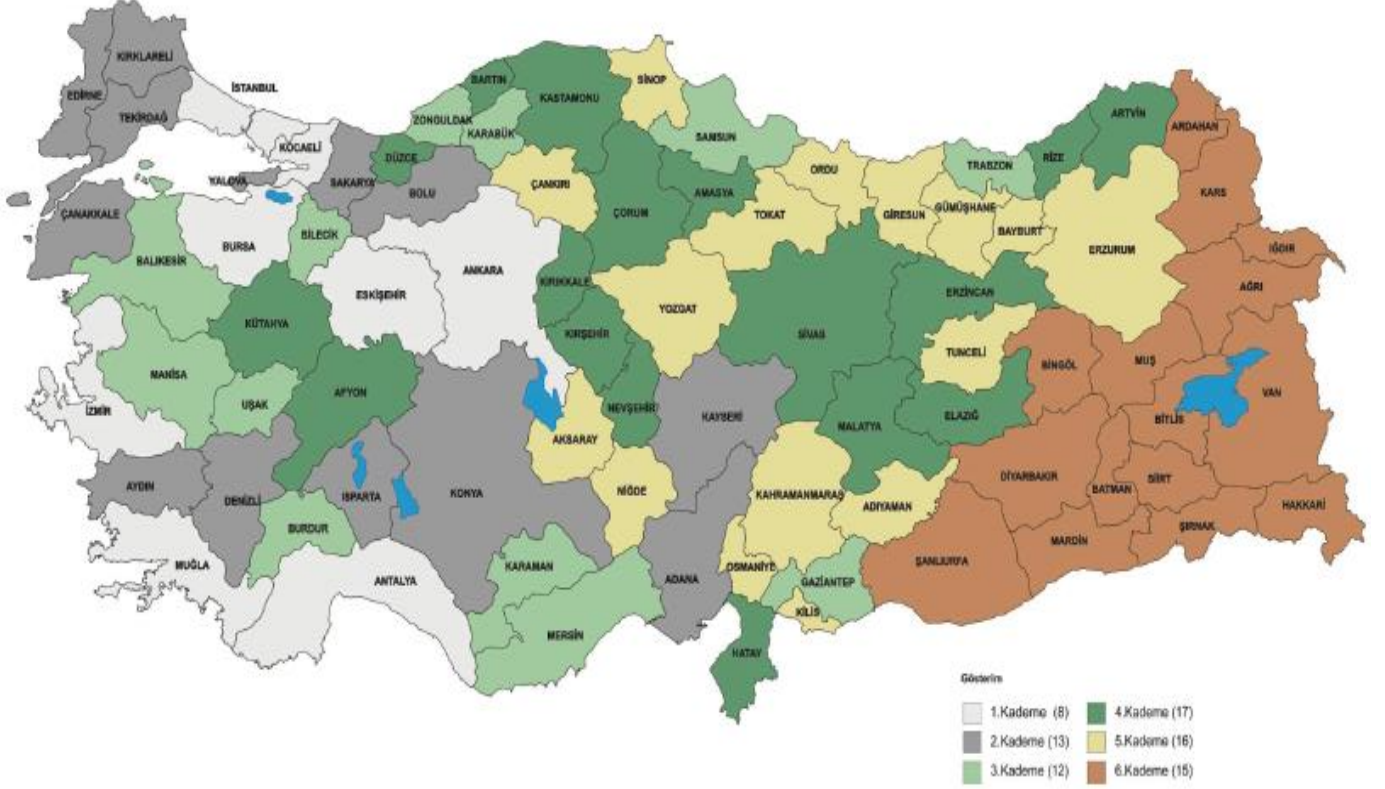 KIRKLARELİ
EDİRNE
TEKİRDAĞ
İSTANBUL
KOCAELİ
YALOVA
SAKARYA
DÜZCE
BOLU
ZONGULDAK
BARTIN
KARABÜK
KASTAMONU
SİNOP
SAMSUN
ÇANKIRI
ÇORUM
AMASYA
TOKAT
ORDU
GİRESUN
GÜMÜŞHANE
TRABZON
BAYBURT
RİZE
ARTVİN
ARDAHAN
KARS
IĞDIR
AĞRI
ERZURUM
ERZİNCAN
ÇANAKKALE
BALIKESİR
BURSA
BİLECİK
ESKİŞEHİR
ANKARA
KIRIKKALE
KIRŞEHİR
YOZGAT
SİVAS
TUNCELİ
BİNGÖL
MUŞ
BİTLİS
VAN
KÜTAHYA
MANİSA
UŞAK
AFYON
İZMİR
NEVŞEHİR
KAYSERİ
MALATYA
ELAZIĞ
AKSARAY
NİĞDE
KONYA
ISPARTA
DENİZLİ
AYDIN
BURDUR
MUĞLA
ANTALYA
KARAMAN
MERSİN
ADANA
KAHRAMANMARAŞ
ADIYAMAN
OSMANİYE
GAZİANTEP
KİLİS
HATAY
ŞANLIURFA
DİYARBAKIR
BATMAN
SİİRT
MARDİN
ŞIRNAK
HAKKARİ
Gösterim
1.Kademe (8)
2.Kademe (13)
3.Kademe (12)
4.Kademe (17)
5.Kademe (16)
6.Kademe (15)